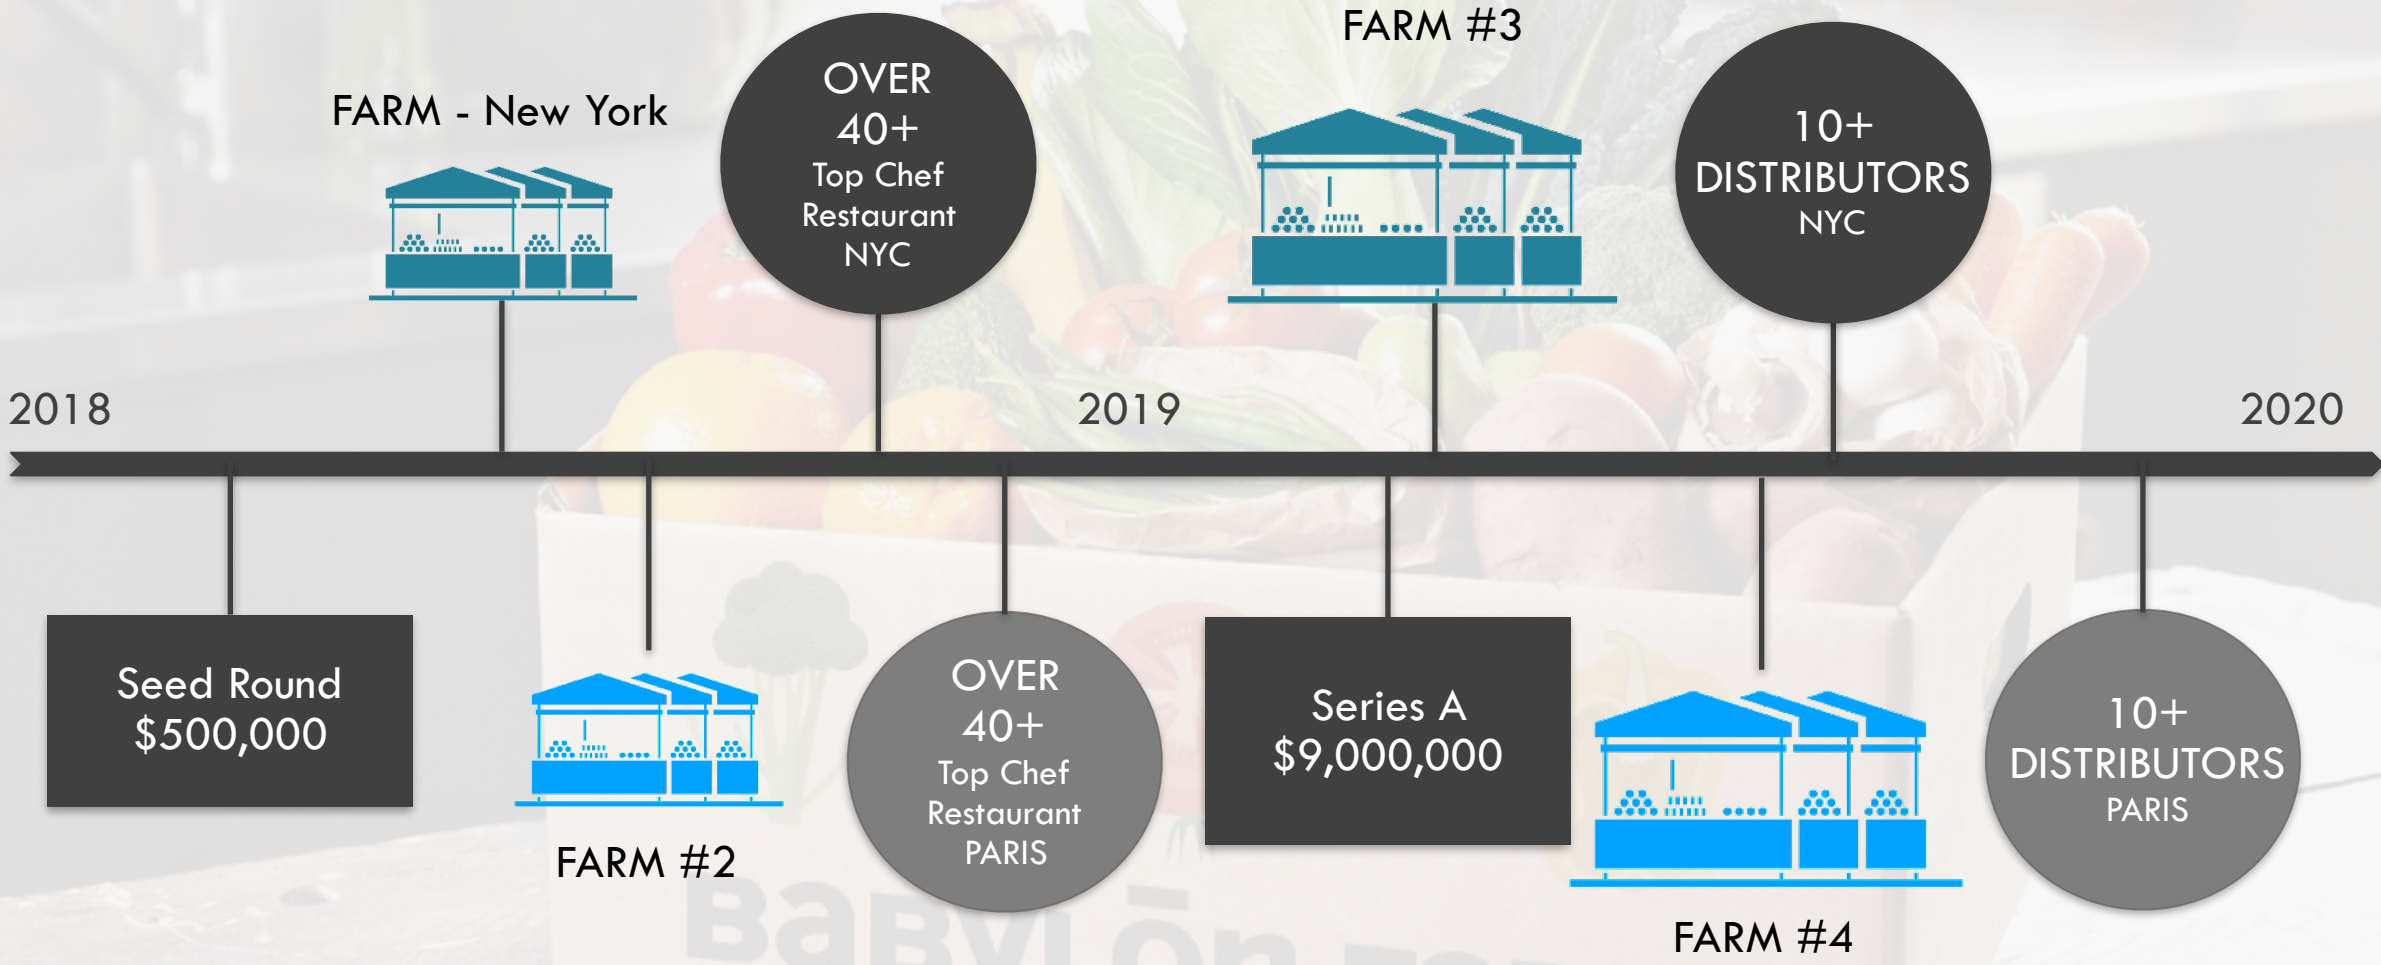 FARM #3
OVER
40+
Top Chef
Restaurant
NYC
FARM - New York
10+
DISTRIBUTORS
NYC
2018
2019
2020
Seed Round
$500,000
FARM #2
OVER
40+
Top Chef
Restaurant
PARIS
Series A
$9,000,000
FARM #4
10+
DISTRIBUTORS
PARIS
BaBYLōn